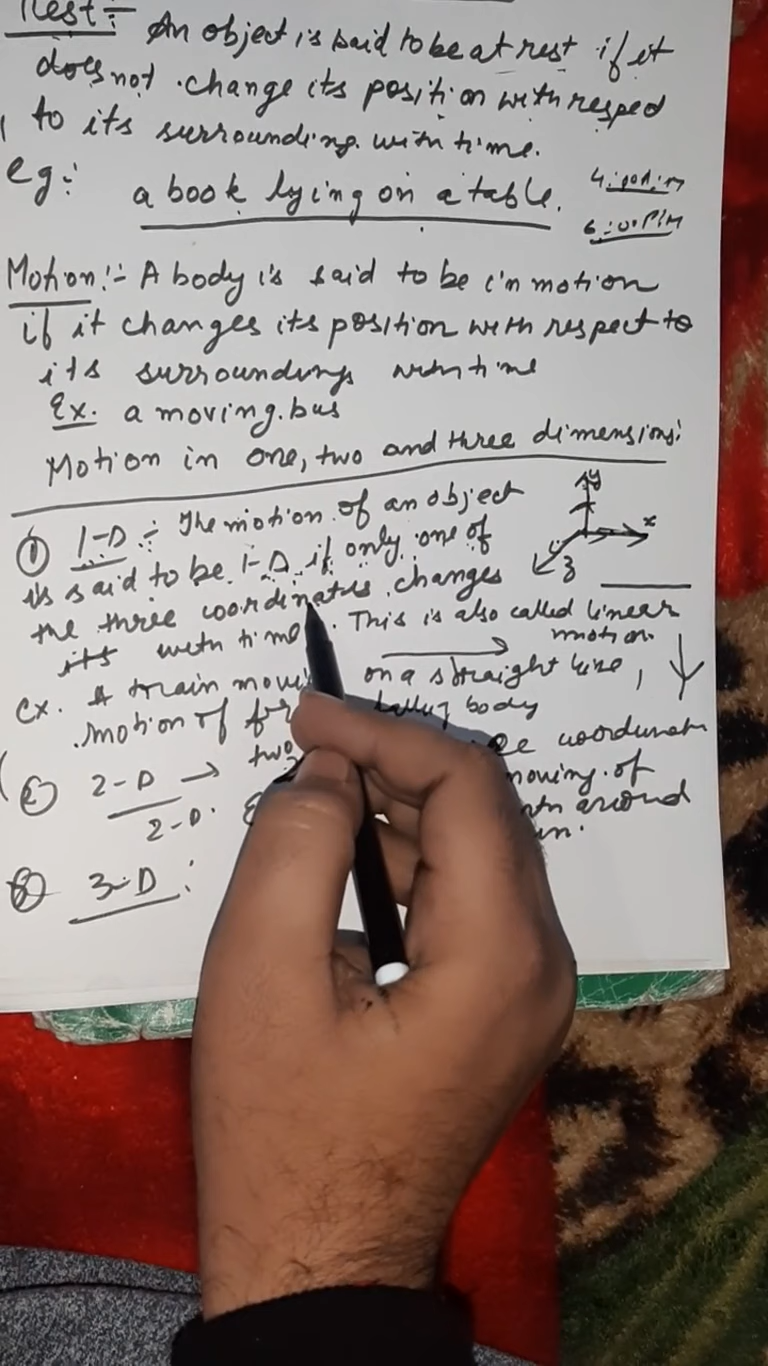 Rest:- An object is said to be at rest if it
does not change its position with respect
to its surrounding with time.
eg:- a book lying on a table.
6:00 PM
Motion:- A body is said to be in motion
if it changes its position with respect to
its surroundings with time
Ex. a moving bus
Motion in one, two and three dimensions:
y
x
z
① 1-D:- The motion of an object
is said to be 1-D if only one of
the three coordinates changes
its with time. This is also called linear
motion.
Ex. A train on a straight line,
motion of falling body
② 2-D → two
moving of
2-D. around
3-D: